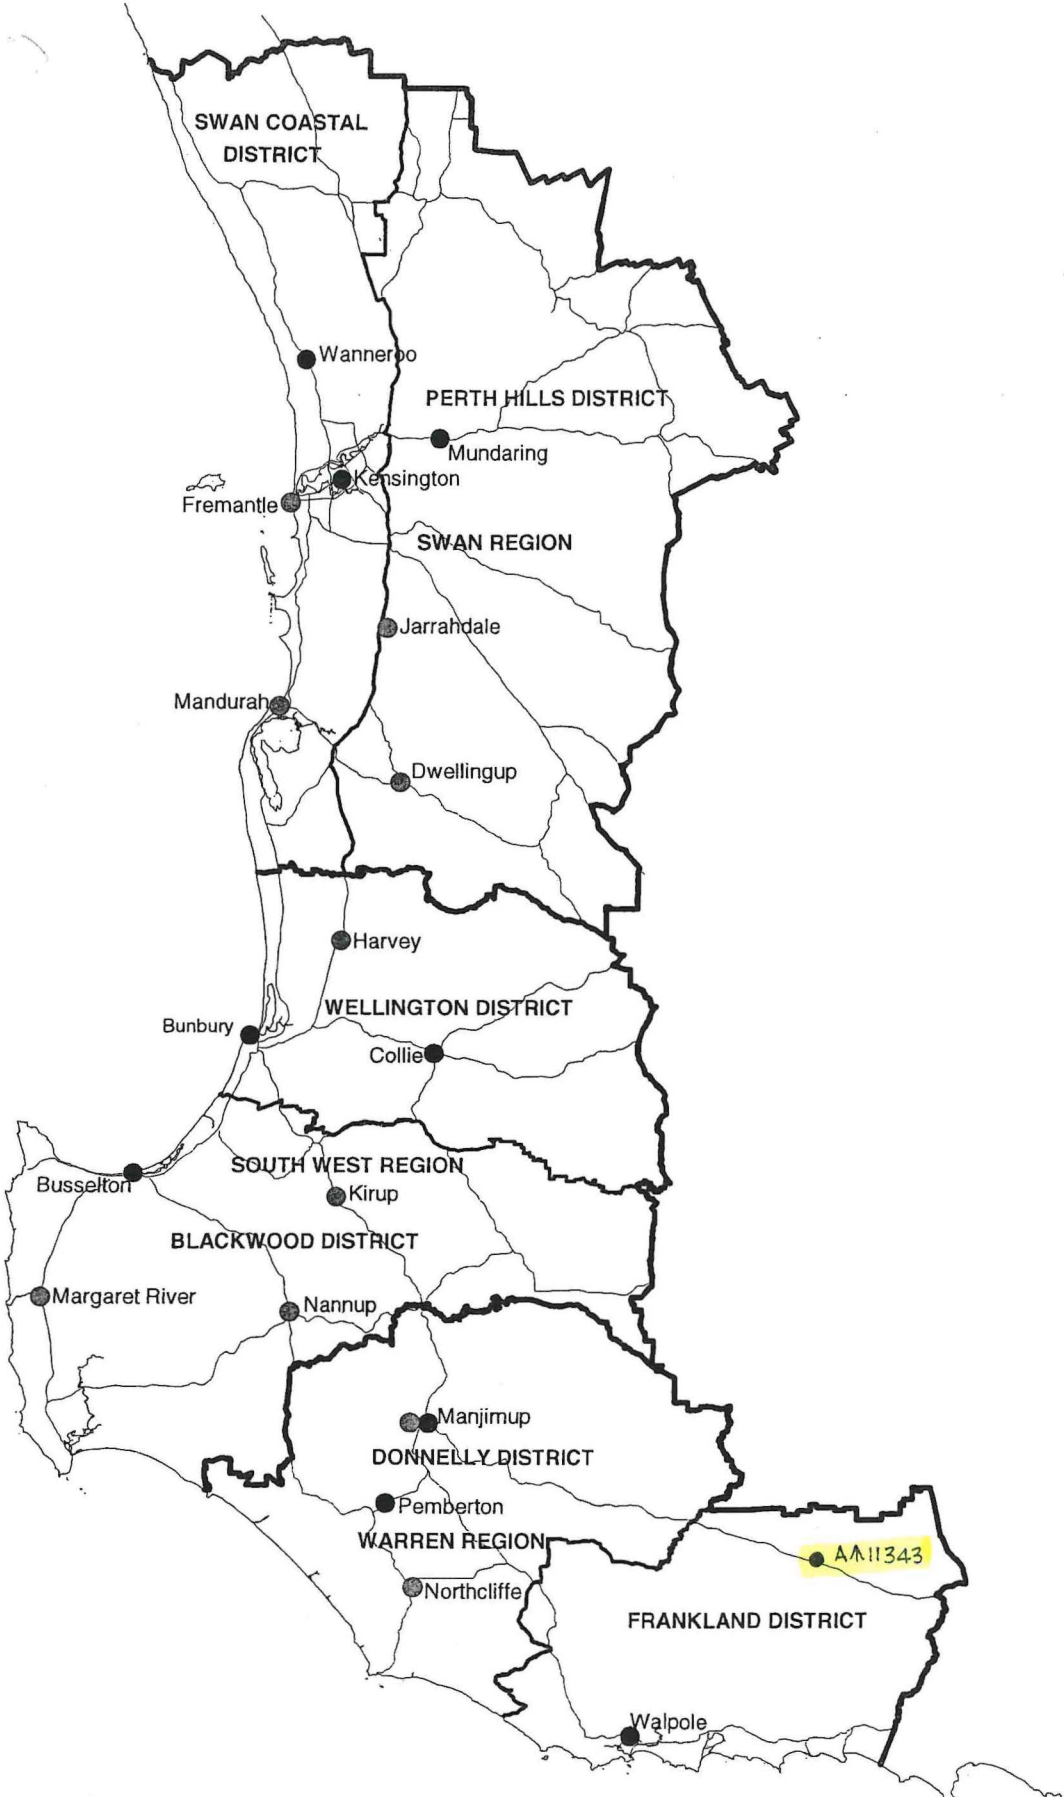 SWAN COASTAL
DISTRICT
Wanneroo
PERTH HILLS DISTRICT
Mundaring
Kensington
Fremantle
SWAN REGION
Jarrahdale
Mandurah
Dwellingup
Harvey
WELLINGTON DISTRICT
Bunbury
Collie
SOUTH WEST REGION
Busselton
Kirup
BLACKWOOD DISTRICT
Margaret River
Nannup
Manjimup
DONNELLY DISTRICT
Pemberton
WARREN REGION
A↑11343
Northcliffe
FRANKLAND DISTRICT
Walpole